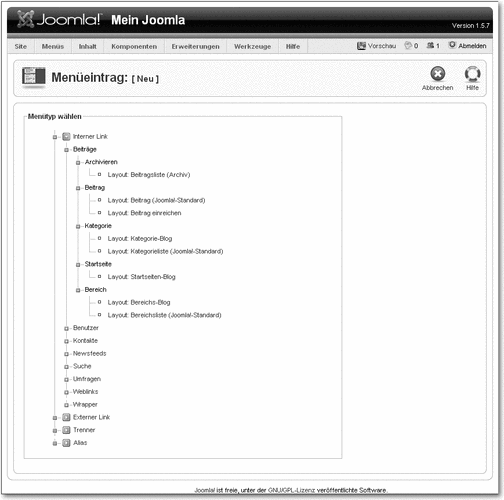 Joomla! Mein Joomla
Version 1.5.7
Site Menüs Inhalt Komponenten Erweiterungen Werkzeuge Hilfe Vorschau 0 1 Abmelden
Menüeintrag: [ Neu ]
Abbrechen Hilfe
Menütyp wählen
Interner Link
Beiträge
Archivieren
Layout: Beitragsliste (Archiv)
Beitrag
Layout: Beitrag (Joomla!-Standard)
Layout: Beitrag einreichen
Kategorie
Layout: Kategorie-Blog
Layout: Kategorieliste (Joomla!-Standard)
Startseite
Layout: Startseiten-Blog
Bereich
Layout: Bereichs-Blog
Layout: Bereichsliste (Joomla!-Standard)
Benutzer
Kontakte
Newsfeeds
Suche
Umfragen
Weblinks
Wrapper
Externer Link
Trenner
Alias
Joomla! ist freie, unter der GNU/GPL-Lizenz veröffentlichte Software.